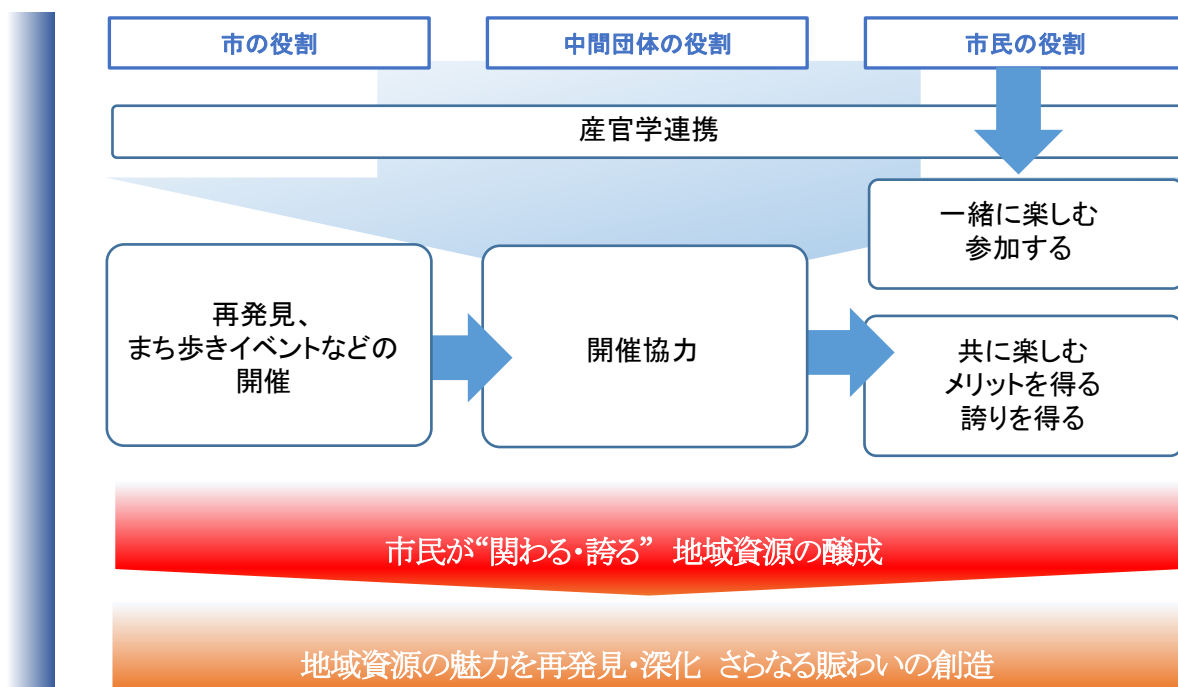 市の役割
中間団体の役割
市民の役割
産官学連携
一緒に楽しむ
参加する
再発見、
まち歩きイベントなどの
開催
開催協力
共に楽しむ
メリットを得る
誇りを得る
市民が“関わる・誇る” 地域資源の醸成
地域資源の魅力を再発見・深化 さらなる賑わいの創造